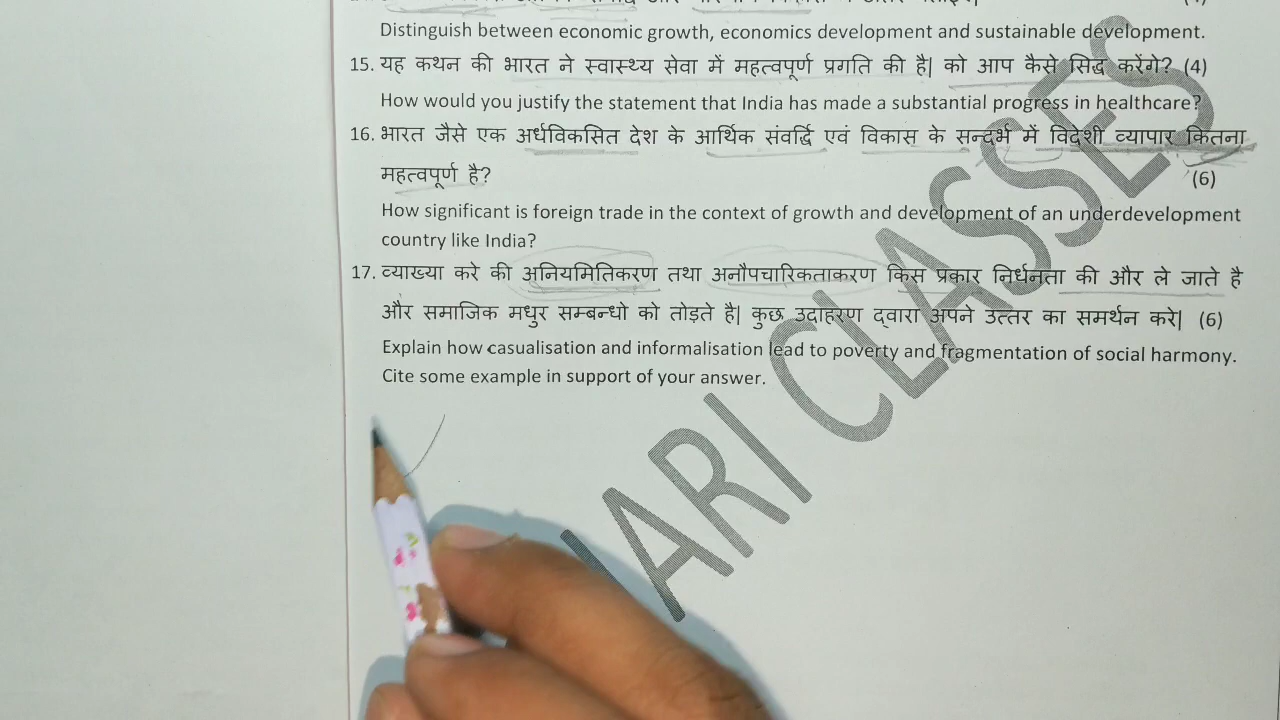 Distinguish between economic growth, economics development and sustainable development.
15. यह कथन की भारत ने स्वास्थ्य सेवा में महत्वपूर्ण प्रगति की है| को आप कैसे सिद्ध करेंगे? (4)
How would you justify the statement that India has made a substantial progress in healthcare?
16. भारत जैसे एक अर्धविकसित देश के आर्थिक संवर्द्धि एवं विकास के सन्दर्भ में विदेशी व्यापार कितना
महत्वपूर्ण है? (6)
How significant is foreign trade in the context of growth and development of an underdevelopment
country like India?
17. व्याख्या करे की अनियमितिकरण तथा अनौपचारिकताकरण किस प्रकार निर्धनता की और ले जाते है
और समाजिक मधुर सम्बन्धो को तोड़ते है| कुछ उदाहरण द्वारा अपने उत्तर का समर्थन करे| (6)
Explain how casualisation and informalisation lead to poverty and fragmentation of social harmony.
Cite some example in support of your answer.
ARI CLASSES